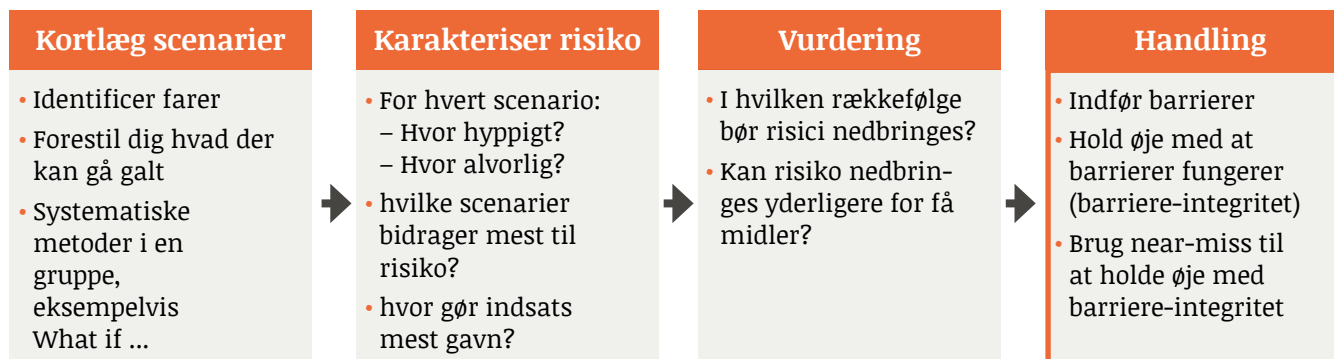 Kortlæg scenarier
• Identificer farer
• Forestil dig hvad der
kan gå galt
• Systematiske
metoder i en
gruppe,
eksempelvis
What if ...
Karakteriser risiko
• For hvert scenario:
– Hvor hyppigt?
– Hvor alvorlig?
• hvilke scenarier
bidrager mest til
risiko?
• hvor gør indsats
mest gavn?
Vurdering
• I hvilken rækkefølge
bør risici nedbringes?
• Kan risiko nedbrin-
ges yderligere for få
midler?
Handling
• Indfør barrierer
• Hold øje med at
barrierer fungerer
(barriere-integritet)
• Brug near-miss til
at holde øje med
barriere-integritet